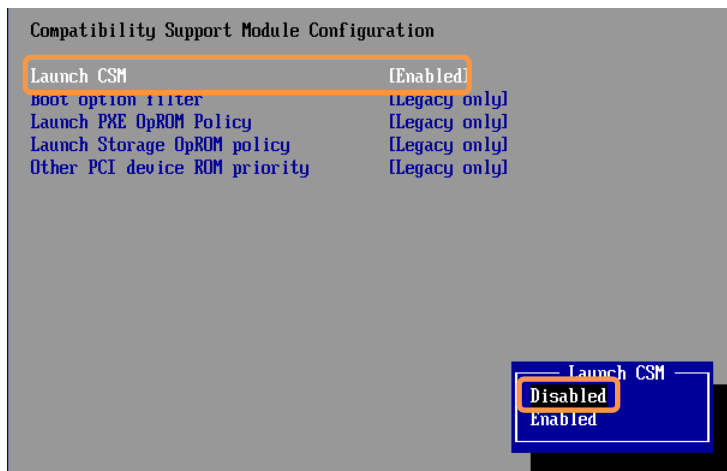 Compatibility Support Module Configuration
Launch CSM [Enabled]
Boot option filter [Legacy only]
Launch PXE OpROM Policy [Legacy only]
Launch Storage OpROM policy [Legacy only]
Other PCI device ROM priority [Legacy only]
Launch CSM
Disabled
Enabled